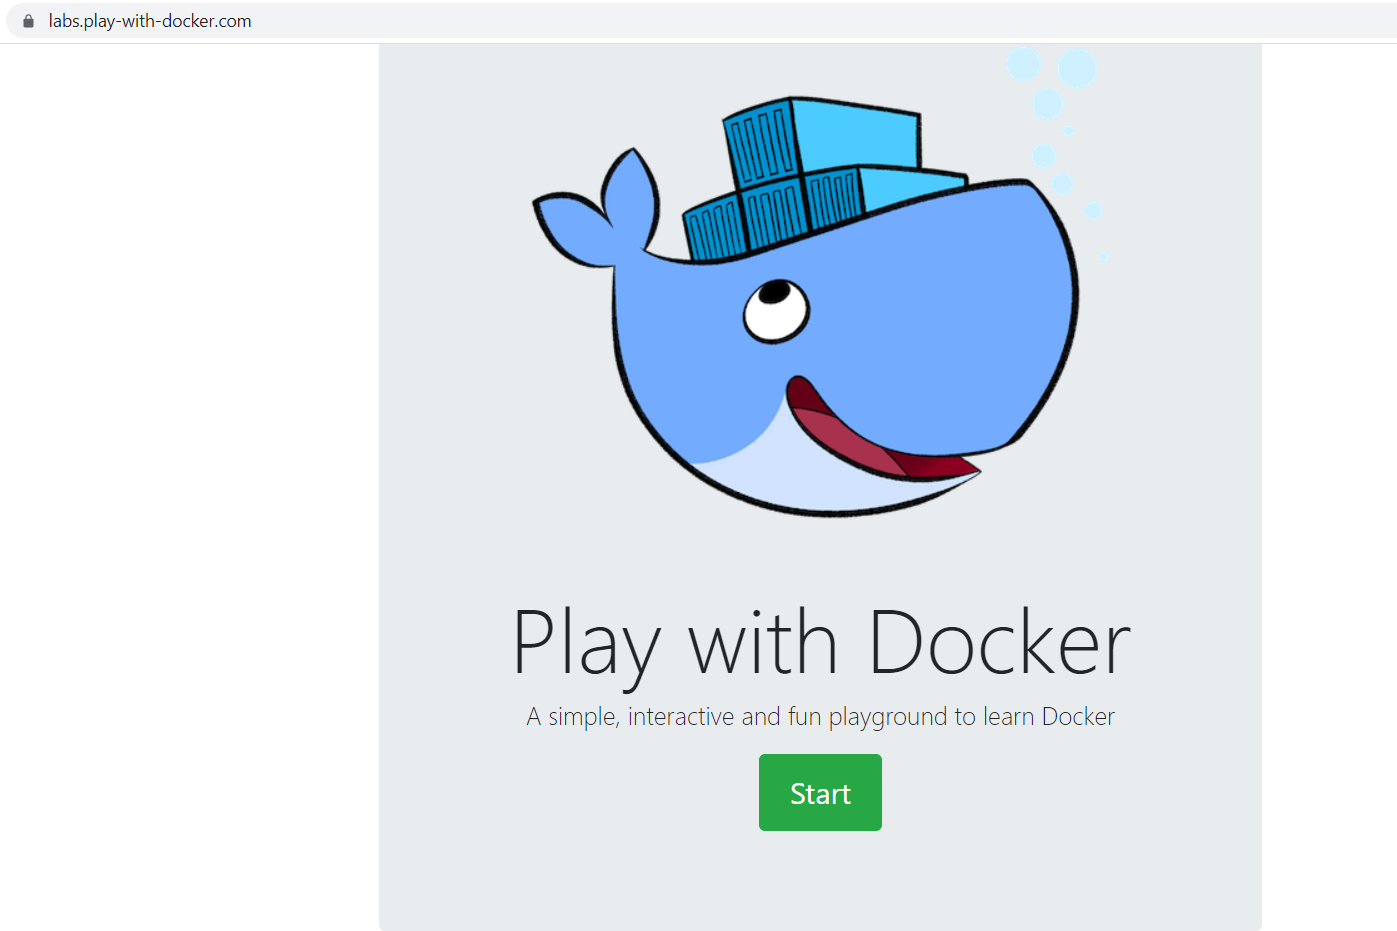 labs.play-with-docker.com
Play with Docker
A simple, interactive and fun playground to learn Docker
Start